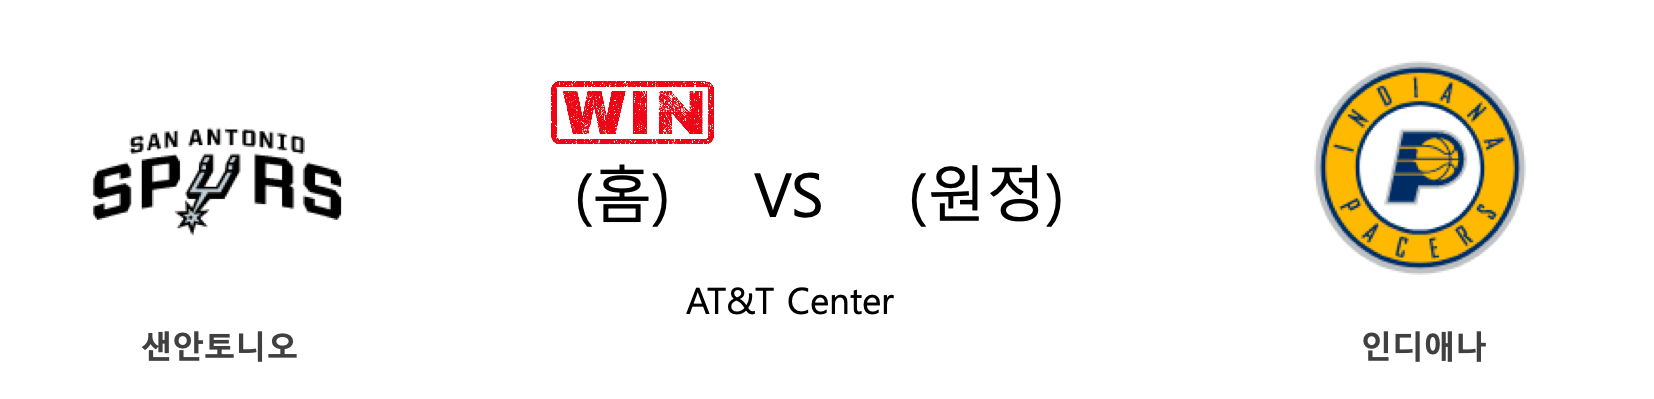 SAN ANTONIO
SPURS
WIN
(홈) VS (원정)
AT&T Center
INDIANA
PACERS
샌안토니오
인디애나